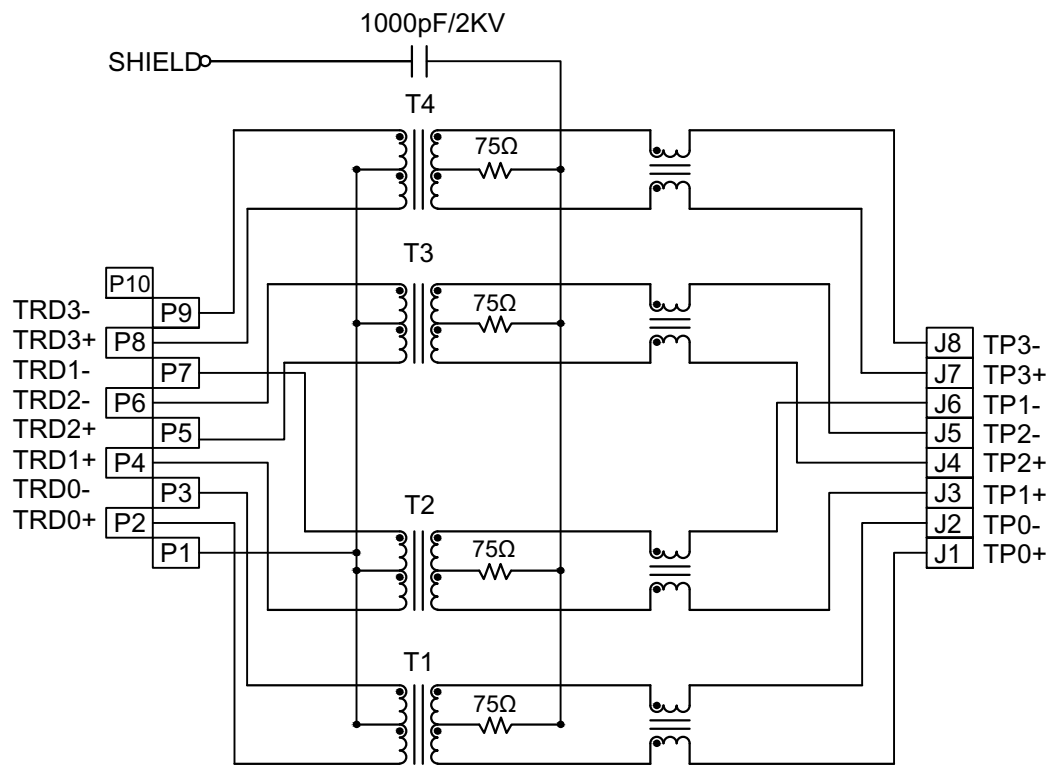 1000pF/2KV
SHIELD
T4
75Ω
T3
75Ω
P10
TRD3- P9
TRD3+ P8
TRD1- P7
TRD2- P6
TRD2+ P5
TRD1+ P4
TRD0- P3
TRD0+ P2
P1
J8 TP3-
J7 TP3+
J6 TP1-
J5 TP2-
J4 TP2+
J3 TP1+
J2 TP0-
J1 TP0+
T2
75Ω
T1
75Ω